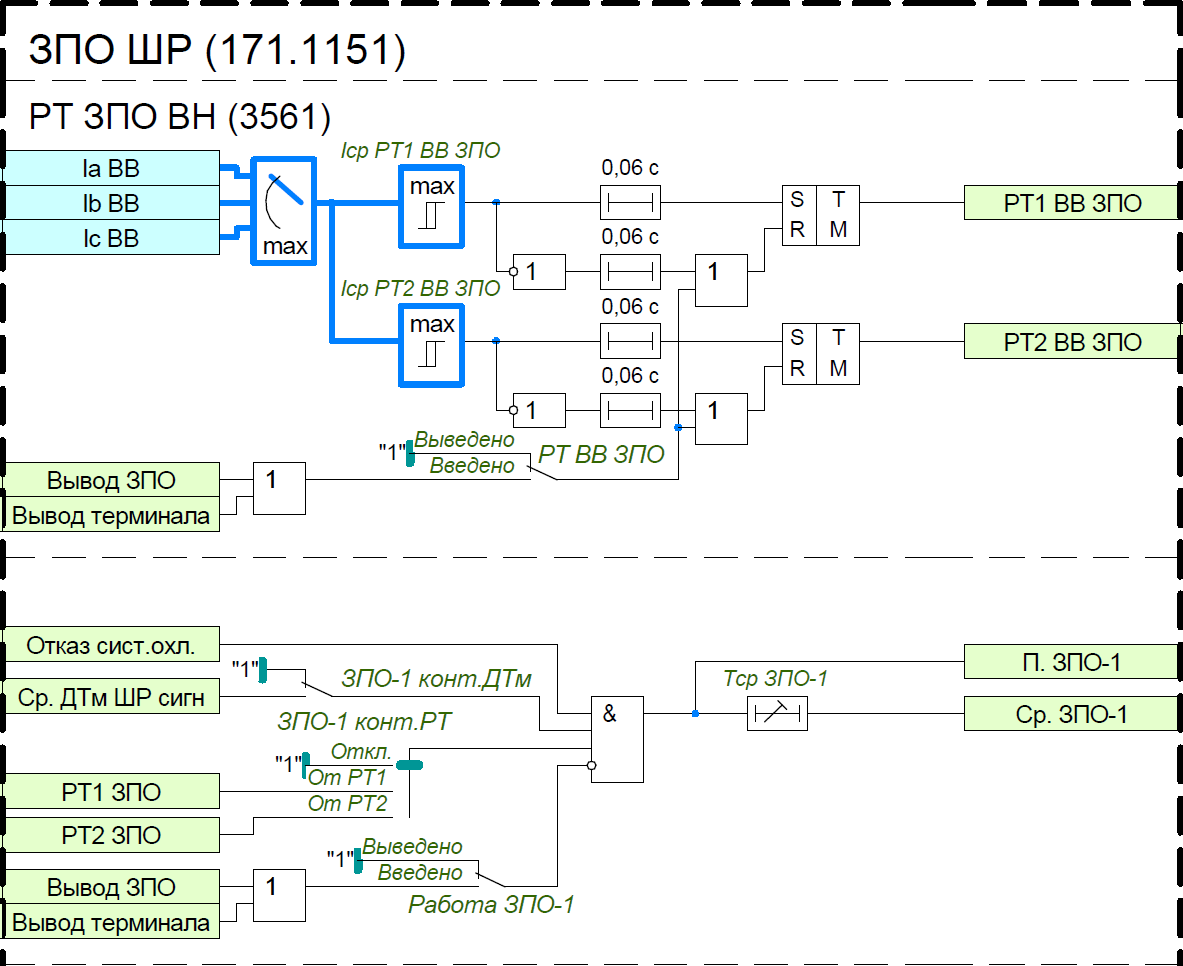 ЗПО ШР (171.1151)
РТ ЗПО ВН (3561)
Iср РТ1 ВВ ЗПО
0,06 с
Ia ВВ
Ib ВВ
Ic ВВ
max
max
S T
R M
РТ1 ВВ ЗПО
0,06 с
1
1
Iср РТ2 ВВ ЗПО
0,06 с
max
S T
R M
РТ2 ВВ ЗПО
0,06 с
1
1
"1"
Выведено
Введено
РТ ВВ ЗПО
Вывод ЗПО
Вывод терминала
1
Отказ сист.охл.
"1"
ЗПО-1 конт.ДТм
Ср. ДТм ШР сигн
П. ЗПО-1
Тср ЗПО-1
Ср. ЗПО-1
&
ЗПО-1 конт.РТ
"1"
Откл.
От РТ1
От РТ2
РТ1 ЗПО
РТ2 ЗПО
"1"
Выведено
Введено
Работа ЗПО-1
Вывод ЗПО
Вывод терминала
1